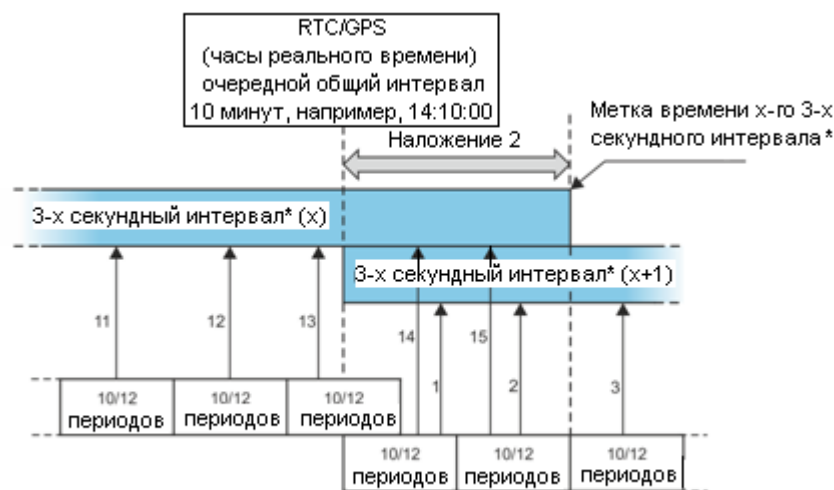 RTC/GPS
(часы реального времени)
очередной общий интервал
10 минут, например, 14:10:00
Метка времени x-го 3-х
секундного интервала*
Наложение 2
3-х секундный интервал* (x)
3-х секундный интервал* (x+1)
11
12
13
14
15
1
2
3
10/12
периодов
10/12
периодов
10/12
периодов
10/12
периодов
10/12
периодов
10/12
периодов